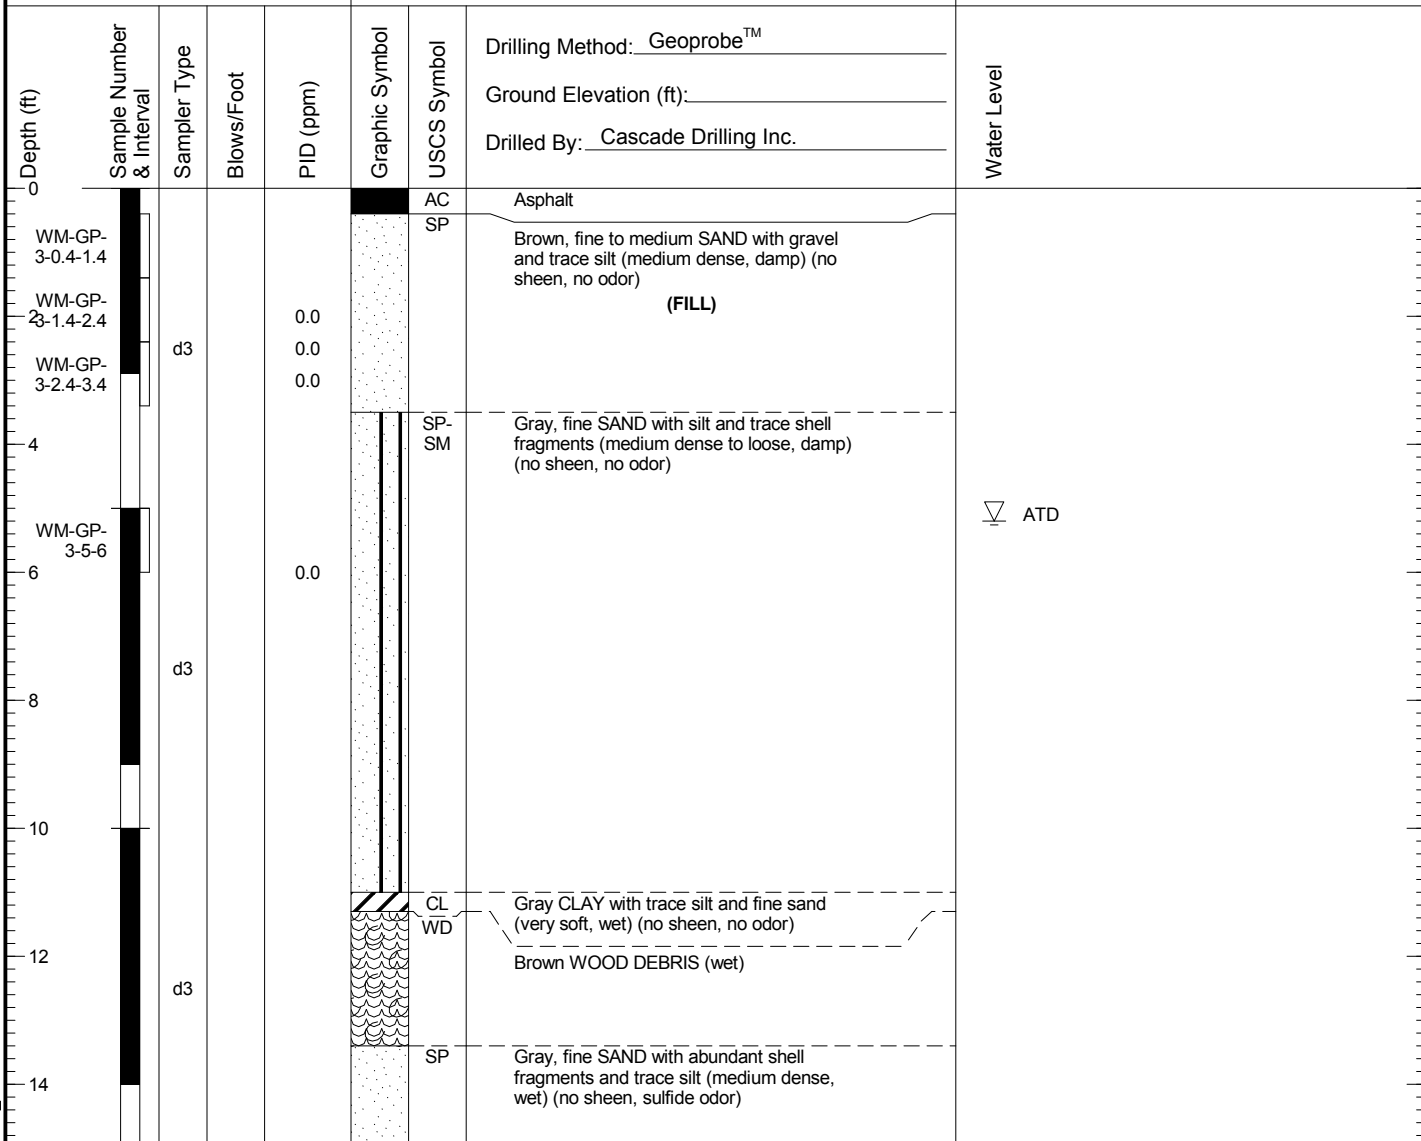 Drilling Method: Geoprobe™
Ground Elevation (ft):
Drilled By: Cascade Drilling Inc.
Depth (ft)
Sample Number
& Interval
Sampler Type
Blows/Foot
PID (ppm)
Graphic Symbol
USCS Symbol
Water Level
0
AC
Asphalt
SP
WM-GP-
3-0.4-1.4
Brown, fine to medium SAND with gravel
and trace silt (medium dense, damp) (no
sheen, no odor)
(FILL)
WM-GP-
3-1.4-2.4
2
0.0
d3
0.0
WM-GP-
3-2.4-3.4
0.0
SP-
SM
Gray, fine SAND with silt and trace shell
fragments (medium dense to loose, damp)
(no sheen, no odor)
4
ATD
WM-GP-
3-5-6
6
0.0
d3
8
10
CL
Gray CLAY with trace silt and fine sand
(very soft, wet) (no sheen, no odor)
WD
12
Brown WOOD DEBRIS (wet)
d3
SP
Gray, fine SAND with abundant shell
fragments and trace silt (medium dense,
wet) (no sheen, sulfide odor)
14